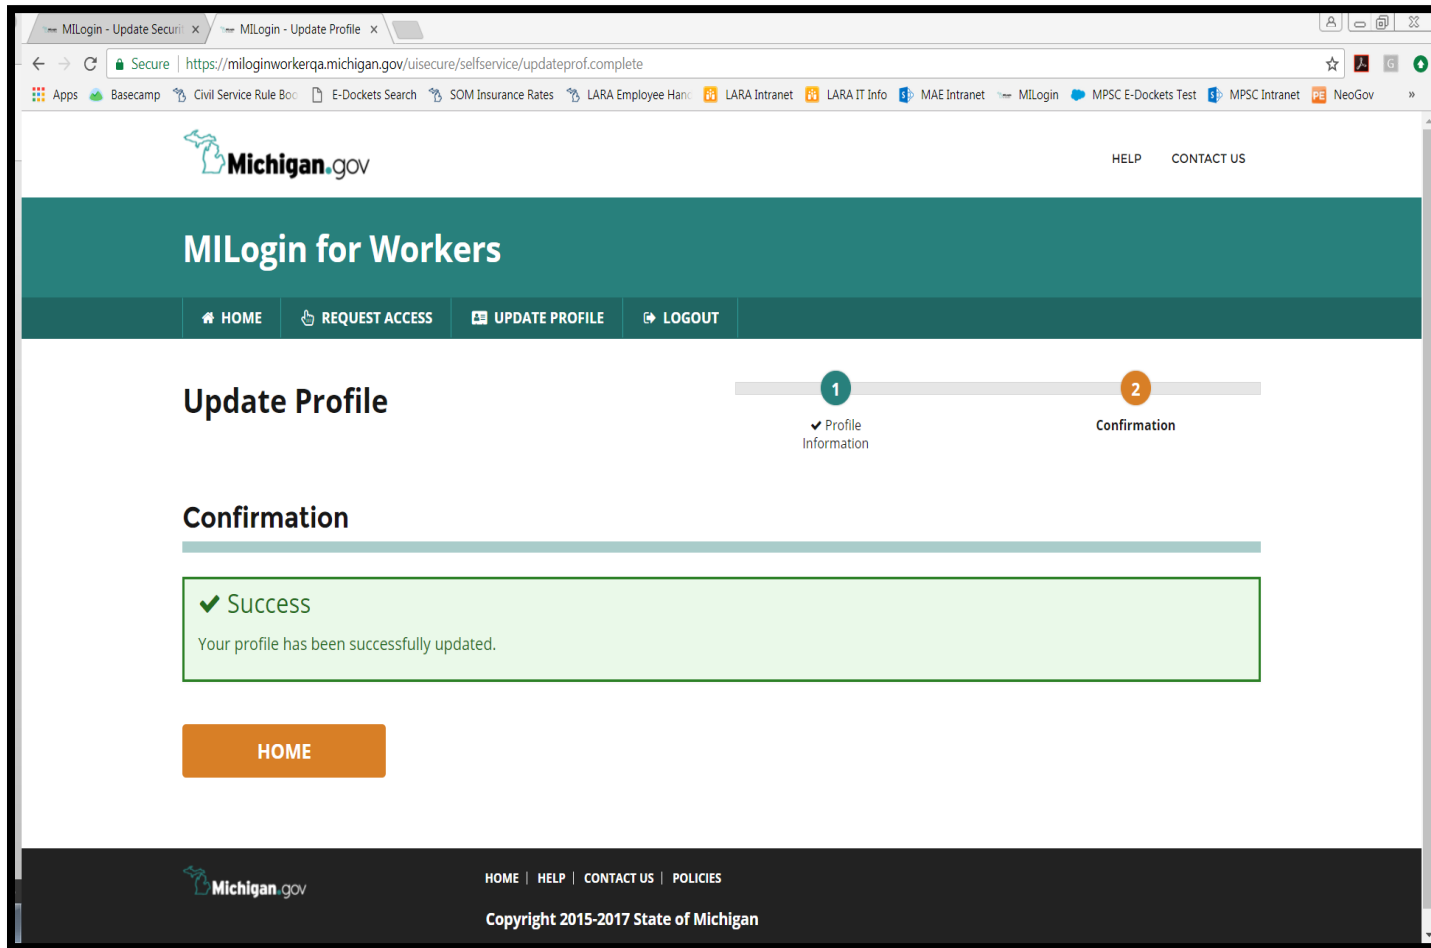 MILogin - Update Securi
MILogin - Update Profile
Secure | https://miloginworkerqa.michigan.gov/uisecure/selfservice/updateprof.complete
Apps Basecamp Civil Service Rule Boo E-Dockets Search SOM Insurance Rates LARA Employee Hand LARA Intranet LARA IT Info MAE Intranet MILogin MPSC E-Dockets Test MPSC Intranet PE NeoGov »
Michigan.gov
HELP CONTACT US
MILogin for Workers
HOME REQUEST ACCESS UPDATE PROFILE LOGOUT
Update Profile
1
2
Profile
Information
Confirmation
Confirmation
Success
Your profile has been successfully updated.
HOME
Michigan.gov
HOME | HELP | CONTACT US | POLICIES
Copyright 2015-2017 State of Michigan